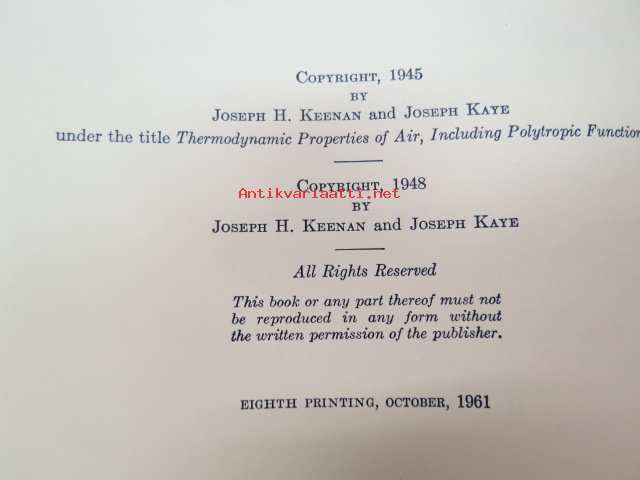 COPYRIGHT, 1945
BY
JOSEPH H. KEENAN AND JOSEPH KAYE
under the title Thermodynamic Properties of Air, Including Polytropic Function
COPYRIGHT, 1948
Antikvariaatti.net
BY
JOSEPH H. KEENAN and JOSEPH KAYE
All Rights Reserved
This book or any part thereof must not
be reproduced in any form without
the written permission of the publisher.
EIGHTH PRINTING, OCTOBER, 1961